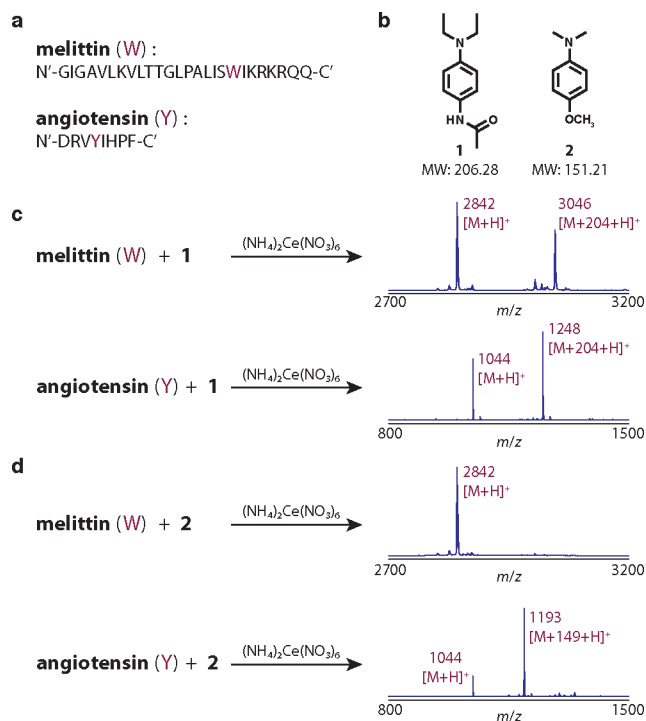 a
melittin (W) :
N'-GIGAVLKVLTTGLPALISWIKRKRQQ-C'
angiotensin (Y) :
N'-DRVYIHPF-C'
b
N
HN
O
1
MW: 206.28
N
OCH₃
2
MW: 151.21
c
melittin (W) + 1
(NH₄)₂Ce(NO₃)₆
2842
[M+H]⁺
3046
[M+204+H]⁺
2700
m/z
3200
angiotensin (Y) + 1
(NH₄)₂Ce(NO₃)₆
1044
[M+H]⁺
1248
[M+204+H]⁺
800
m/z
1500
d
melittin (W) + 2
(NH₄)₂Ce(NO₃)₆
2842
[M+H]⁺
2700
m/z
3200
angiotensin (Y) + 2
(NH₄)₂Ce(NO₃)₆
1044
[M+H]⁺
1193
[M+149+H]⁺
800
m/z
1500